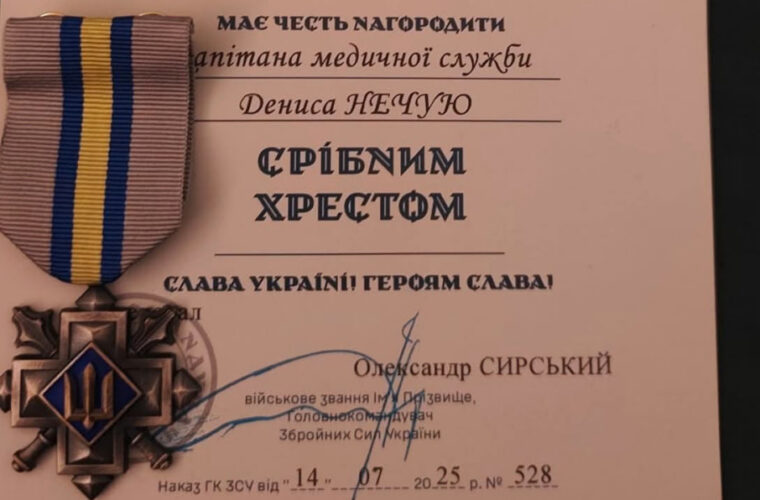 МАЄ ЧЕСТЬ НАГОРОДИТИ
апітана медичної служби
Дениса НЕЧУЮ
СРІБНИМ
ХРЕСТОМ
СЛАВА УКРАЇНІ! ГЕРОЯМ СЛАВА!
Олександр СИРСЬКИЙ
військове звання Ім'я Прізвище,
Головнокомандувач
Збройних Сил України
Наказ ГК ЗСУ від "14" 07 2025 р. № 528